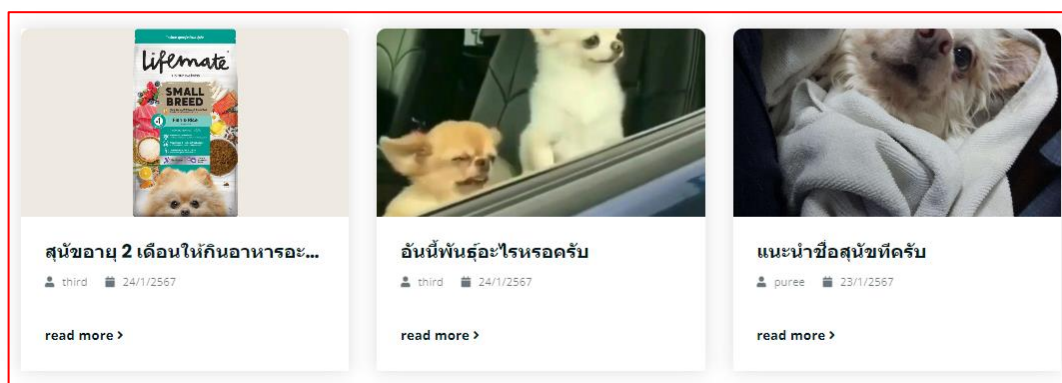 Lifemate
SMALL
BREED
สุนัขอายุ 2 เดือนให้กินอาหารอะ...
third 24/1/2567
read more >
อันนี้พันธุ์อะไรหรอครับ
third 24/1/2567
read more >
แนะนำชื่อสุนัขทีครับ
puree 23/1/2567
read more >